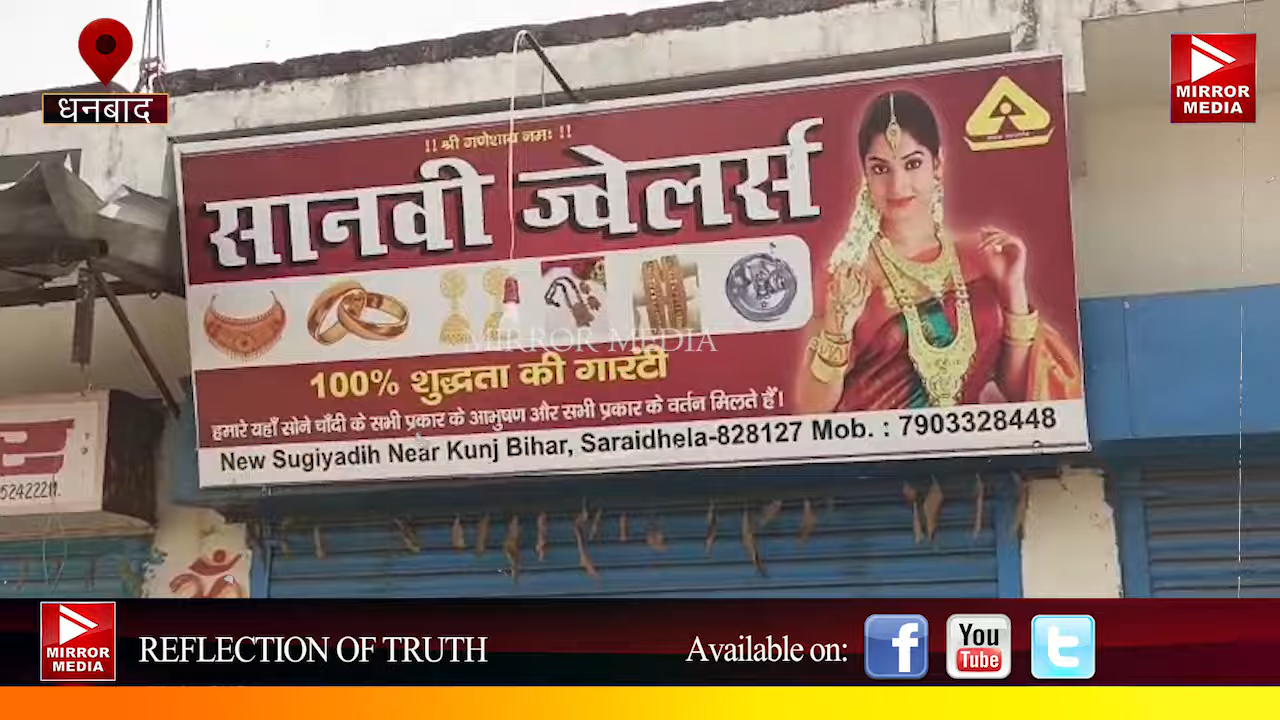 धनबाद
MIRROR
MEDIA
!! श्री गणेशाय नमः !!
सानवी ज्वेलर्स
MIRROR MEDIA
100% शुद्धता की गारंटी
हमारे यहाँ सोने चाँदी के सभी प्रकार के आभुषण और सभी प्रकार के वर्तन मिलते हैं।
New Sugiyadih Near Kunj Bihar, Saraidhela-828127 Mob. : 7903328448
52422211.
MIRROR
MEDIA
REFLECTION OF TRUTH
Available on:
f
You
Tube
t